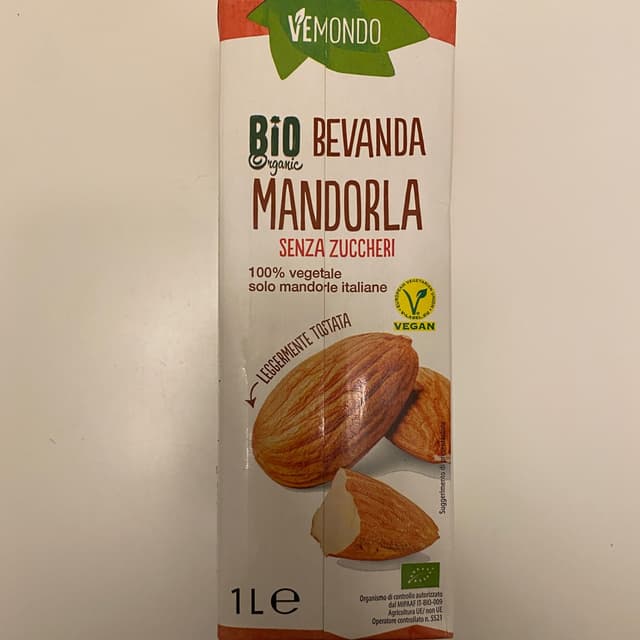 VEMONDO
BIO
Organic
BEVANDA
MANDORLA
SENZA ZUCCHERI
100% vegetale
solo mandorle italiane
VEGAN
LEGGERMENTE TOSTATA
1L e
Organismo di controllo autorizzato
dal MIPAAF IT-BIO-009
Agricoltura UE/ non UE
Operatore controllato n. 5521